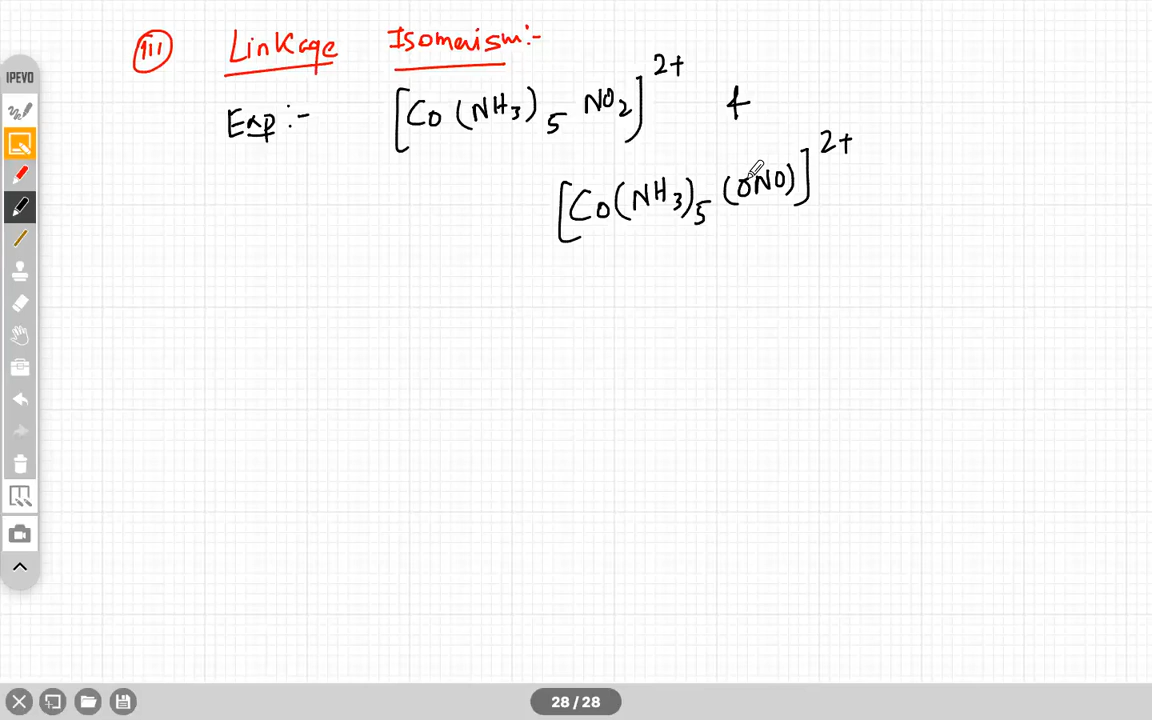 IPEVO
(iii) Linkage Isomerism:-
Exp:- [Co(NH3)5 NO2]2+ &
[Co(NH3)5(ONO)]2+
28 / 28